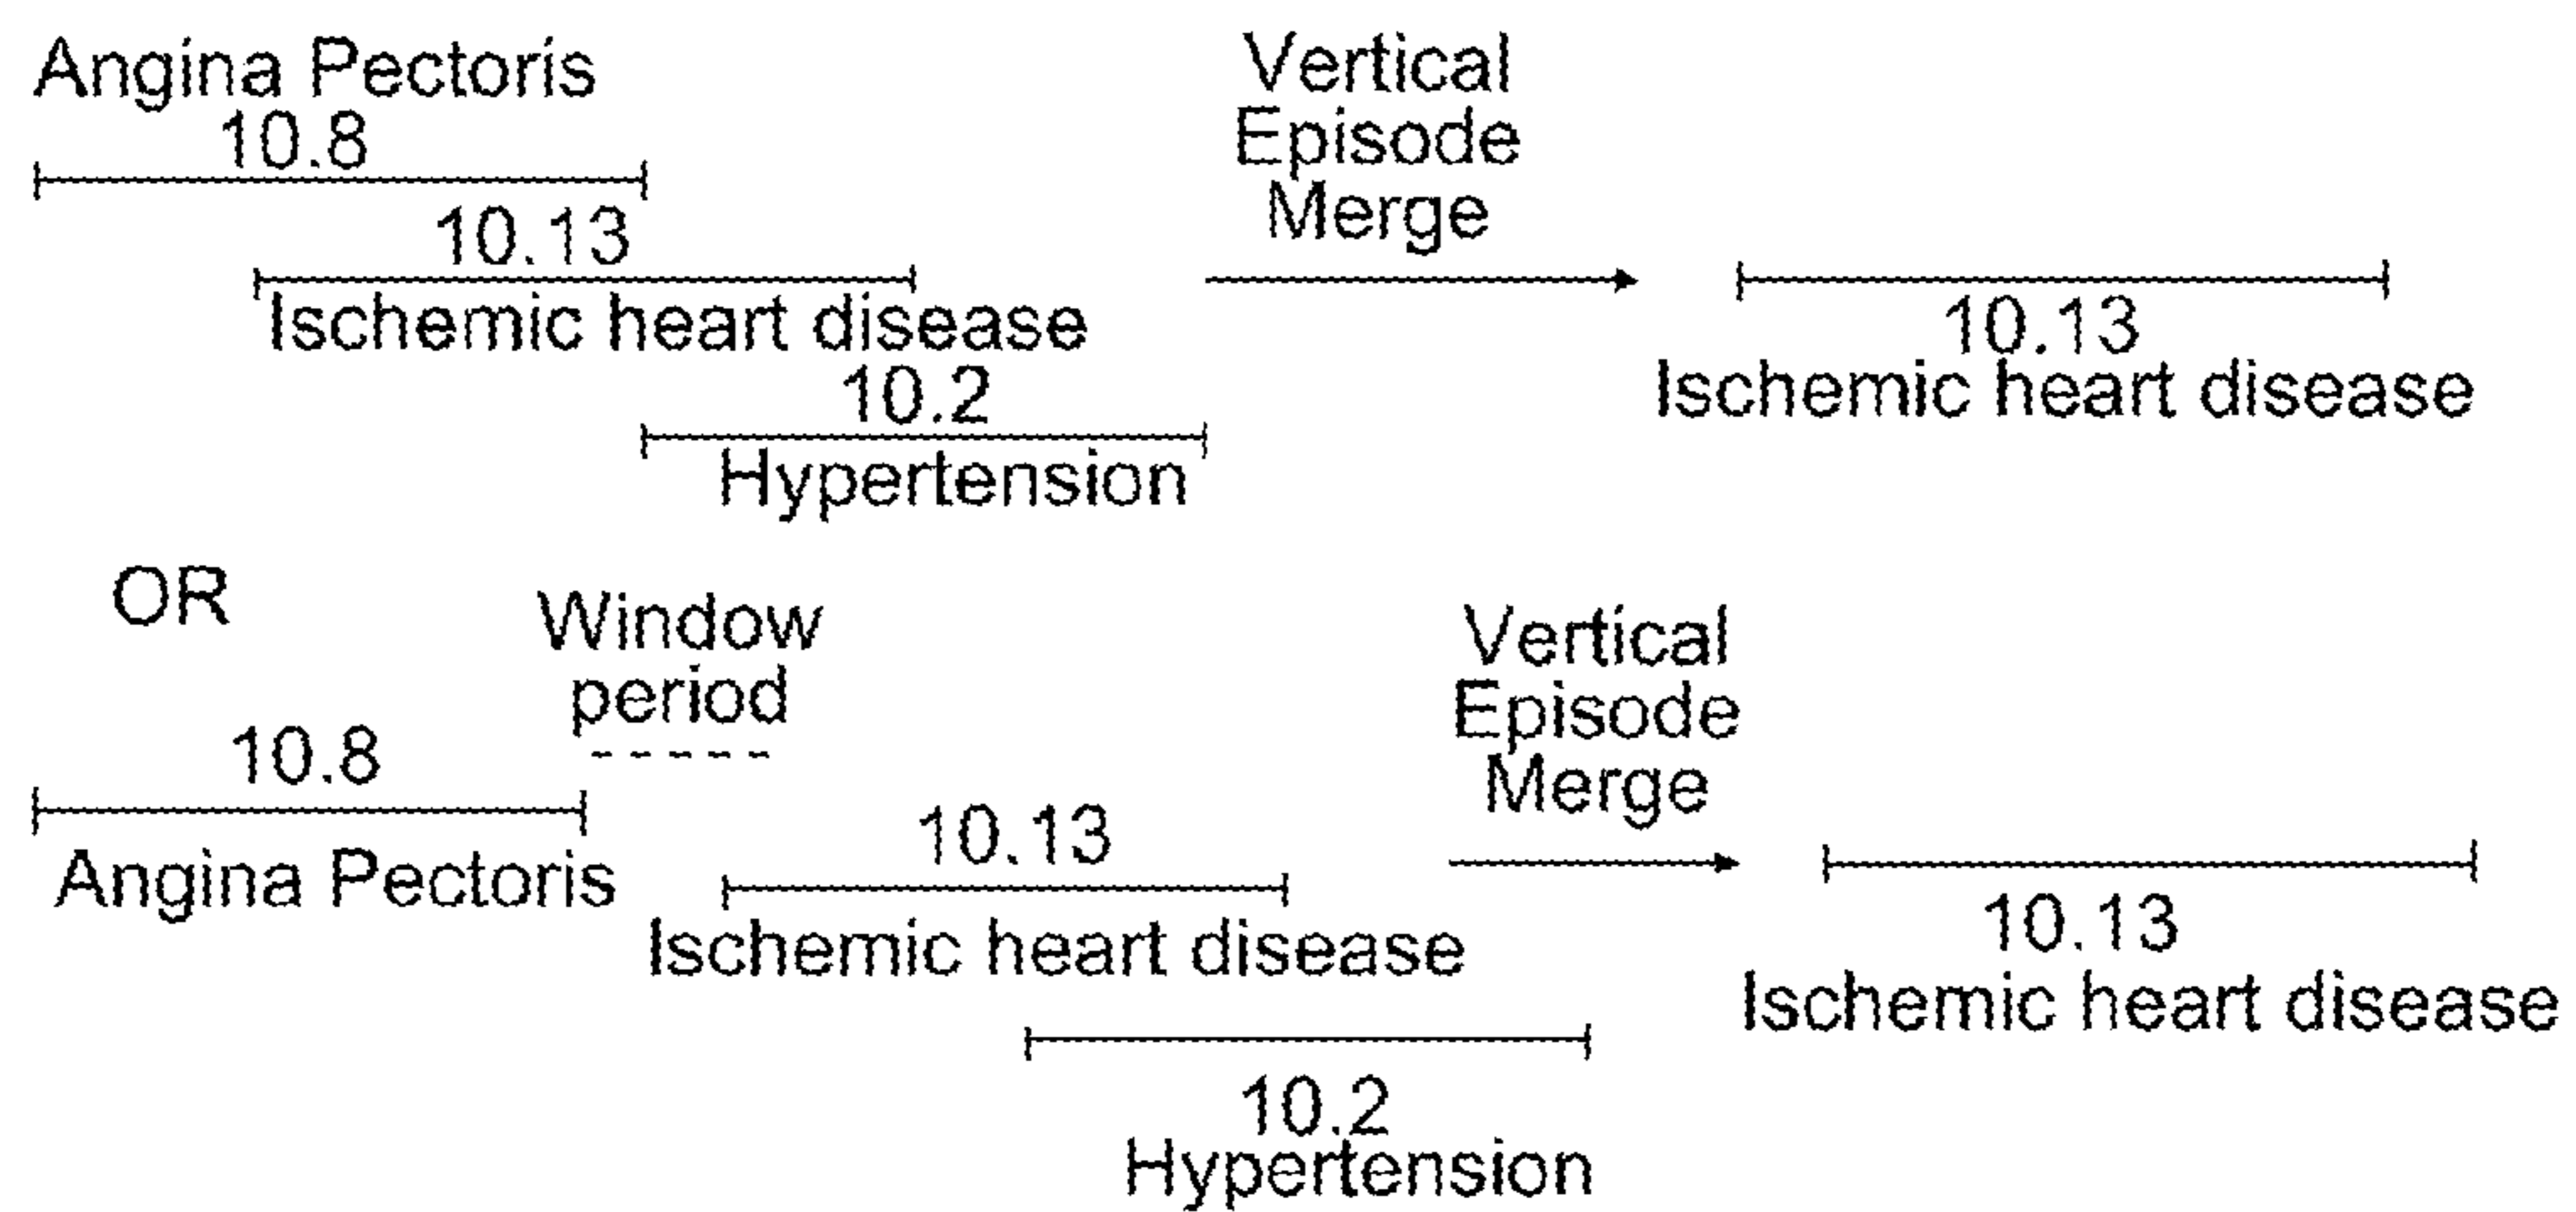 Angina Pectoris
10.8
10.13
Ischemic heart disease
10.2
Hypertension
Vertical
Episode
Merge
10.13
Ischemic heart disease
OR
Window
period
10.8
Angina Pectoris
10.13
Ischemic heart disease
10.2
Hypertension
Vertical
Episode
Merge
10.13
Ischemic heart disease